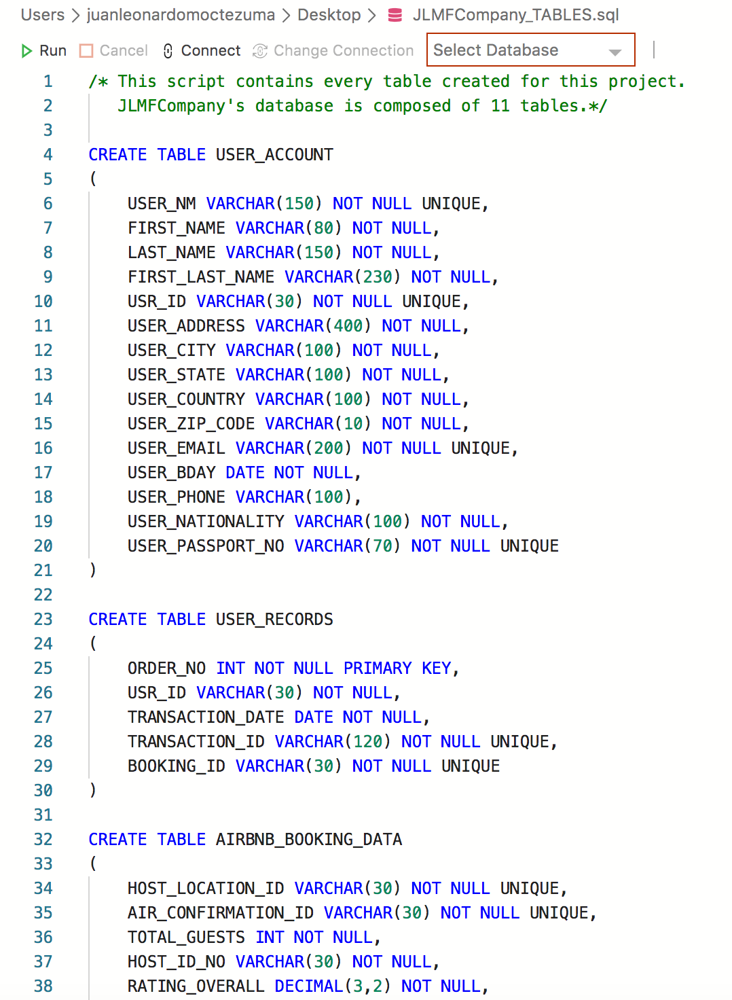 Users > juanleonardomoctezuma > Desktop > JLMFCompany_TABLES.sql
Run Cancel Connect Change Connection Select Database
1 /* This script contains every table created for this project.
2 JLMFCompany's database is composed of 11 tables.*/
3
4 CREATE TABLE USER_ACCOUNT
5 (
6 USER_NM VARCHAR(150) NOT NULL UNIQUE,
7 FIRST_NAME VARCHAR(80) NOT NULL,
8 LAST_NAME VARCHAR(150) NOT NULL,
9 FIRST_LAST_NAME VARCHAR(230) NOT NULL,
10 USR_ID VARCHAR(30) NOT NULL UNIQUE,
11 USER_ADDRESS VARCHAR(400) NOT NULL,
12 USER_CITY VARCHAR(100) NOT NULL,
13 USER_STATE VARCHAR(100) NOT NULL,
14 USER_COUNTRY VARCHAR(100) NOT NULL,
15 USER_ZIP_CODE VARCHAR(10) NOT NULL,
16 USER_EMAIL VARCHAR(200) NOT NULL UNIQUE,
17 USER_BDAY DATE NOT NULL,
18 USER_PHONE VARCHAR(100),
19 USER_NATIONALITY VARCHAR(100) NOT NULL,
20 USER_PASSPORT_NO VARCHAR(70) NOT NULL UNIQUE
21 )
22
23 CREATE TABLE USER_RECORDS
24 (
25 ORDER_NO INT NOT NULL PRIMARY KEY,
26 USR_ID VARCHAR(30) NOT NULL,
27 TRANSACTION_DATE DATE NOT NULL,
28 TRANSACTION_ID VARCHAR(120) NOT NULL UNIQUE,
29 BOOKING_ID VARCHAR(30) NOT NULL UNIQUE
30 )
31
32 CREATE TABLE AIRBNB_BOOKING_DATA
33 (
34 HOST_LOCATION_ID VARCHAR(30) NOT NULL UNIQUE,
35 AIR_CONFIRMATION_ID VARCHAR(30) NOT NULL UNIQUE,
36 TOTAL_GUESTS INT NOT NULL,
37 HOST_ID_NO VARCHAR(30) NOT NULL,
38 RATING_OVERALL DECIMAL(3,2) NOT NULL,